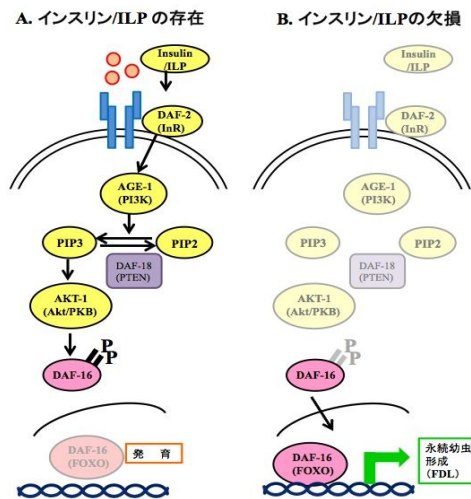 A. インスリン/ILP の存在
Insulin
/ILP
DAF-2
(InR)
AGE-1
(PI3K)
PIP3
PIP2
DAF-18
(PTEN)
AKT-1
(Akt/PKB)
P
P
DAF-16
DAF-16
(FOXO)
発 育
B. インスリン/ILPの欠損
Insulin
/ILP
DAF-2
(InR)
AGE-1
(PI3K)
PIP3
PIP2
DAF-18
(PTEN)
AKT-1
(Akt/PKB)
P
P
DAF-16
DAF-16
(FOXO)
永続幼虫
形成
(FDL)